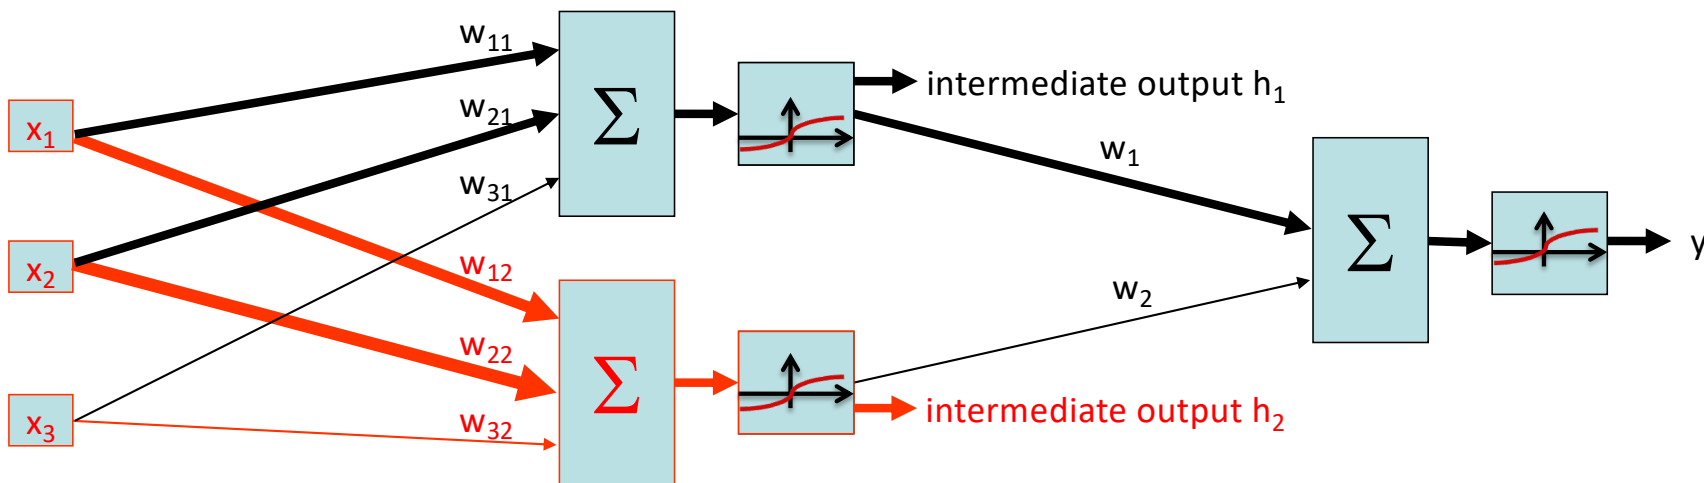 w₁₁
x₁
w₂₁
Σ
intermediate output h₁
w₃₁
w₁
x₂
w₁₂
Σ
y
w₂
w₂₂
Σ
x₃
w₃₂
intermediate output h₂